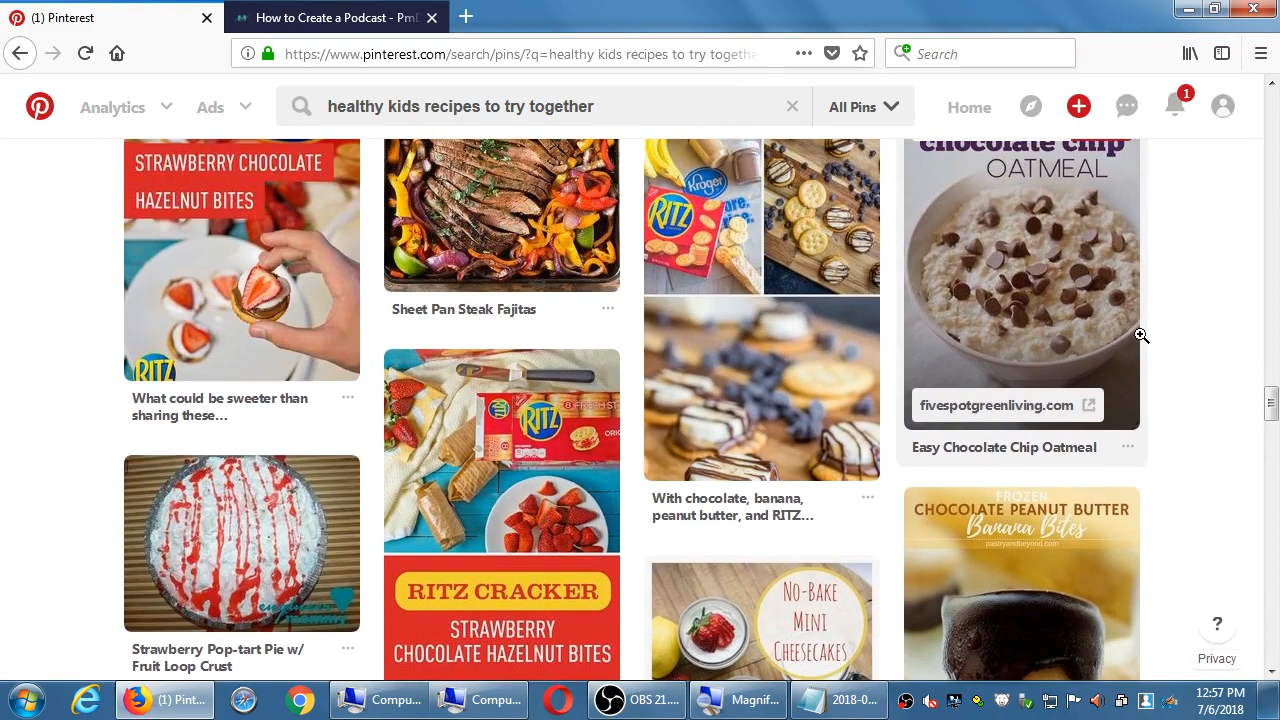 (1) Pinterest
How to Create a Podcast - PmD
https://www.pinterest.com/search/pins/?q=healthy kids recipes to try togethe
Search
Analytics
Ads
healthy kids recipes to try together
All Pins
Home
1
STRAWBERRY CHOCOLATE
HAZELNUT BITES
RITZ
What could be sweeter than
sharing these...
Strawberry Pop-tart Pie w/
Fruit Loop Crust
Sheet Pan Steak Fajitas
RITZ
RITZ CRACKER
STRAWBERRY
CHOCOLATE HAZELNUT BITES
Kroger
RITZ
With chocolate, banana,
peanut butter, and RITZ...
NO-BAKE
MINI
CHEESECAKES
chocolate chip
OATMEAL
fivespotgreenliving.com
Easy Chocolate Chip Oatmeal
FROZEN
CHOCOLATE PEANUT BUTTER
Banana Bites
pastryandbeyond.com
?
Privacy
(1) Pint...
Compu...
Compu...
OBS 21....
Magnif...
2018-0...
12:57 PM
7/6/2018